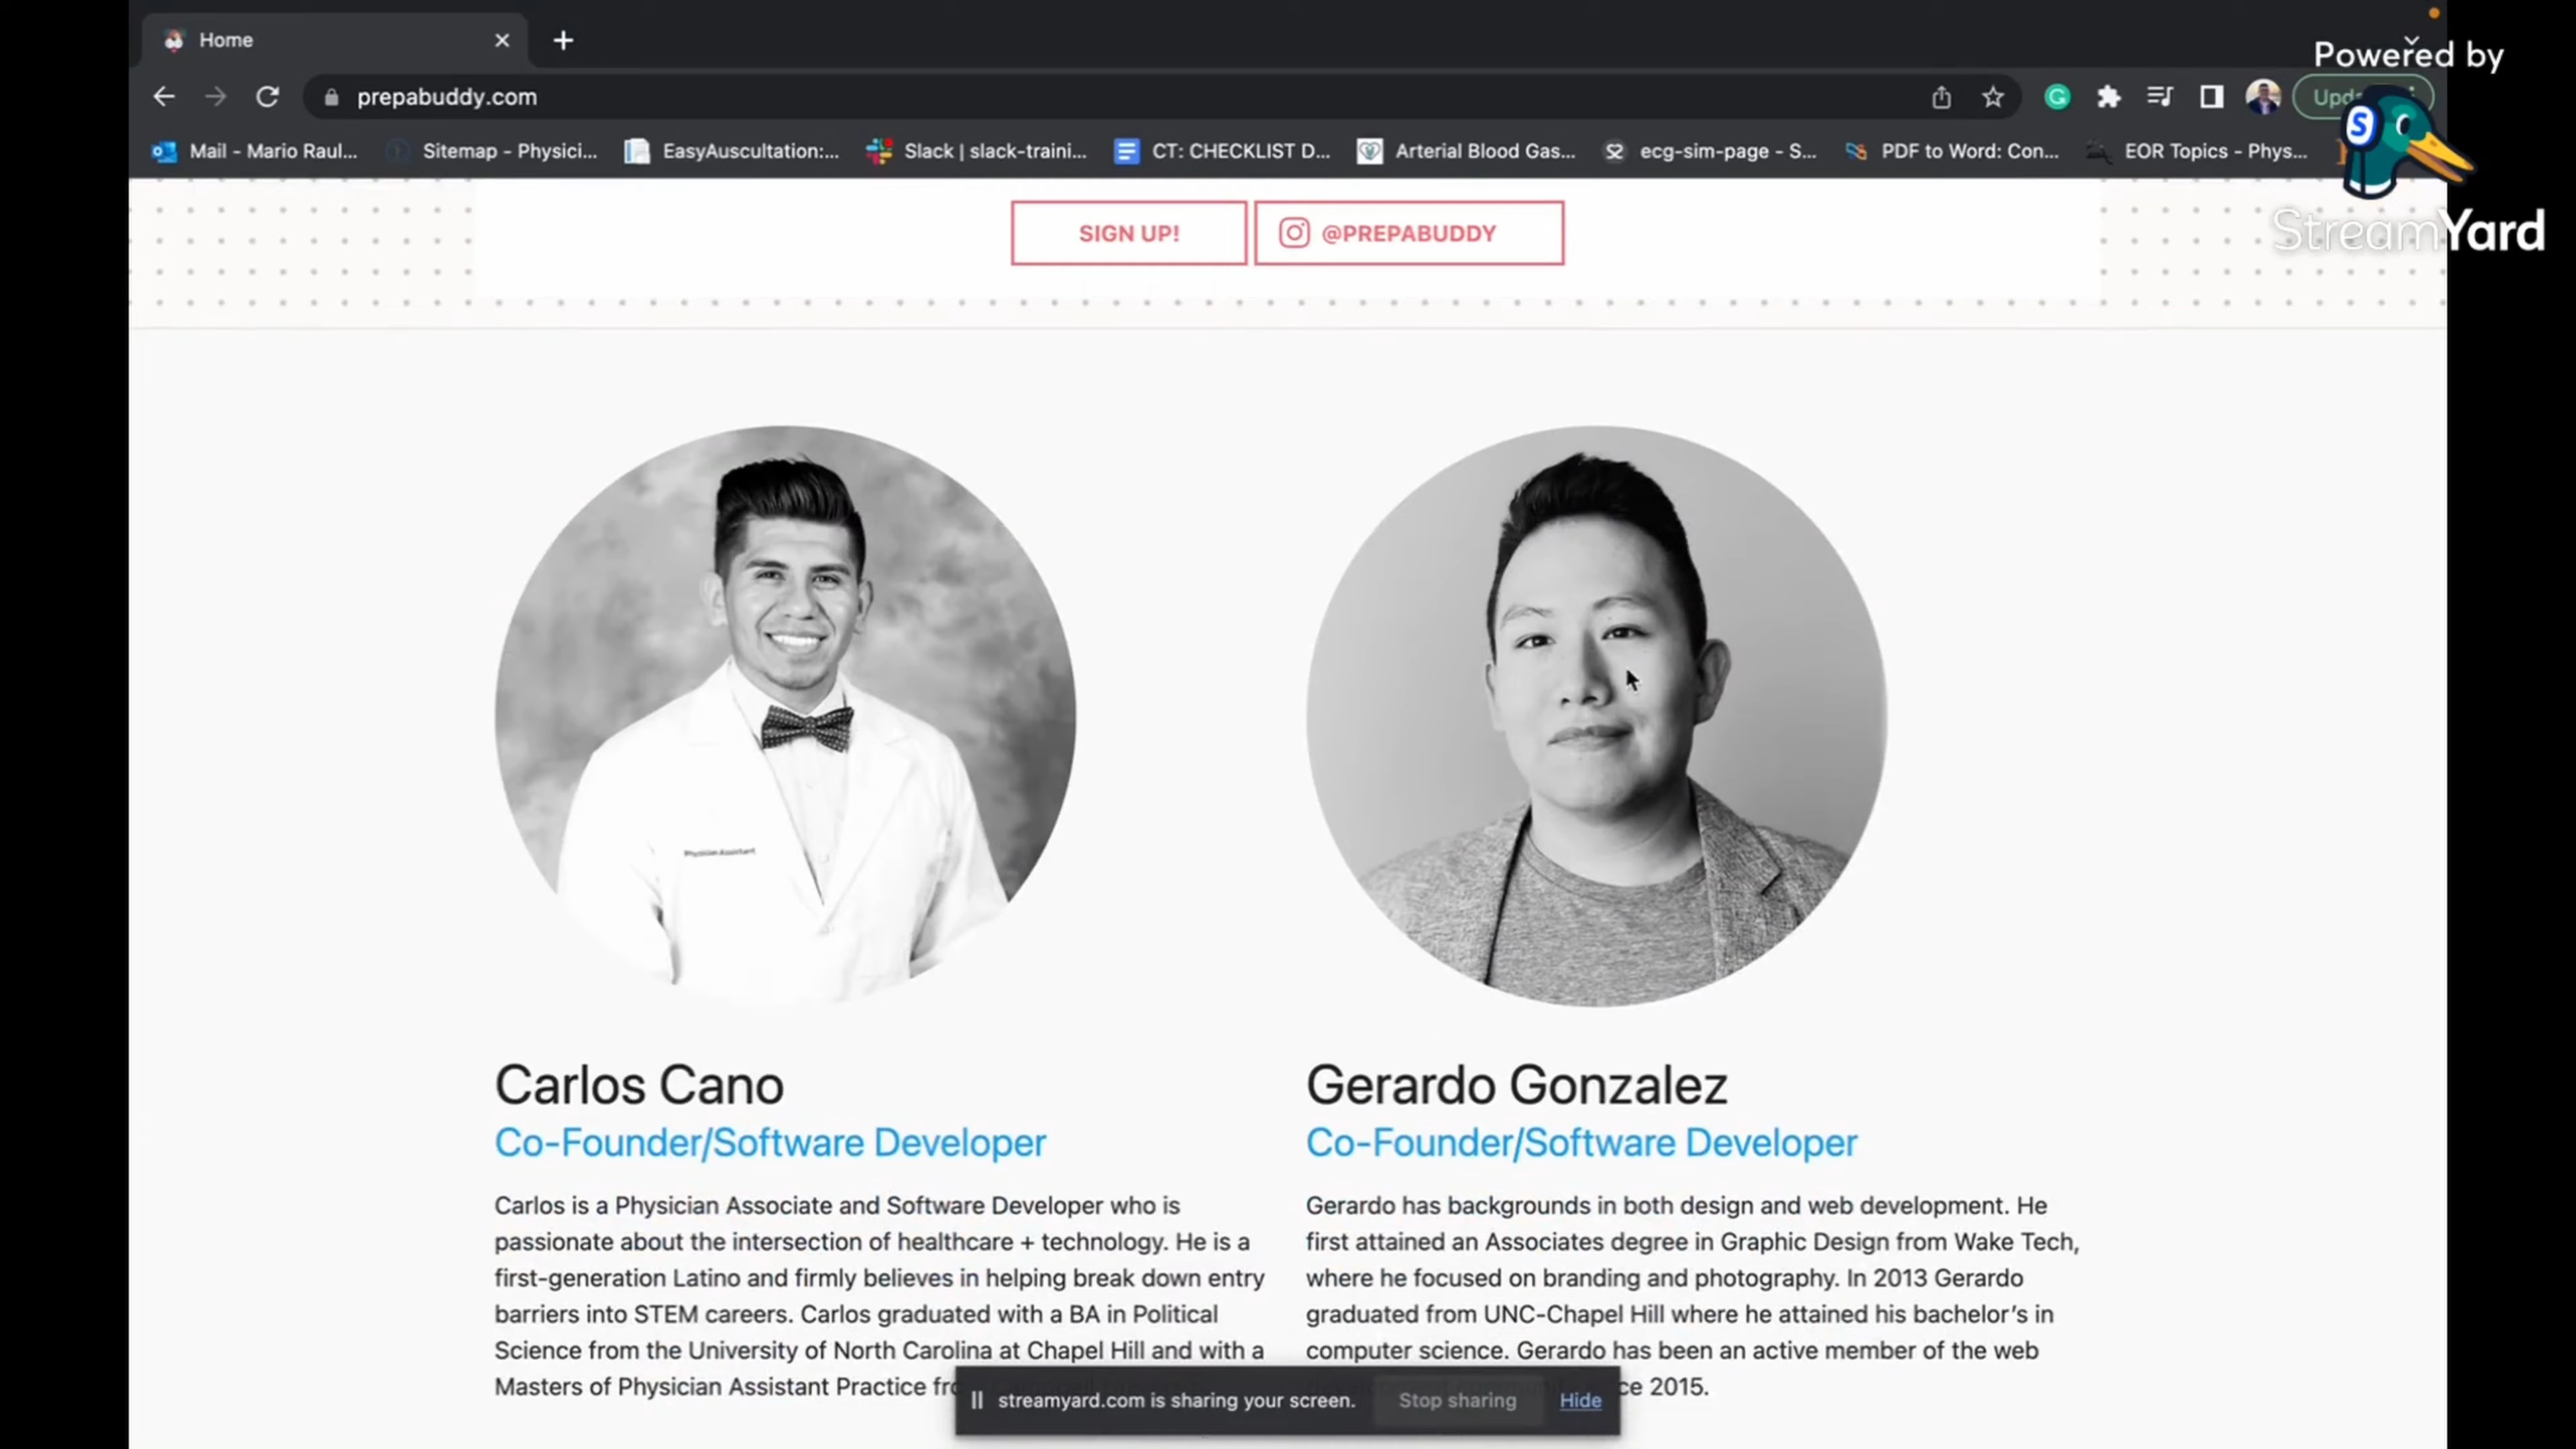 Home
Powered by
prepabuddy.com
Mail - Mario Raul... Sitemap - Physici... EasyAuscultation:... Slack | slack-traini... CT: CHECKLIST D... Arterial Blood Gas... ecg-sim-page - S... PDF to Word: Con... EOR Topics - Phys...
StreamYard
SIGN UP! @PREPABUDDY
Physician Assistant
Carlos Cano
Co-Founder/Software Developer
Carlos is a Physician Associate and Software Developer who is
passionate about the intersection of healthcare + technology. He is a
first-generation Latino and firmly believes in helping break down entry
barriers into STEM careers. Carlos graduated with a BA in Political
Science from the University of North Carolina at Chapel Hill and with a
Masters of Physician Assistant Practice
Gerardo Gonzalez
Co-Founder/Software Developer
Gerardo has backgrounds in both design and web development. He
first attained an Associates degree in Graphic Design from Wake Tech,
where he focused on branding and photography. In 2013 Gerardo
graduated from UNC-Chapel Hill where he attained his bachelor's in
computer science. Gerardo has been an active member of the web
2015.
streamyard.com is sharing your screen. Stop sharing Hide